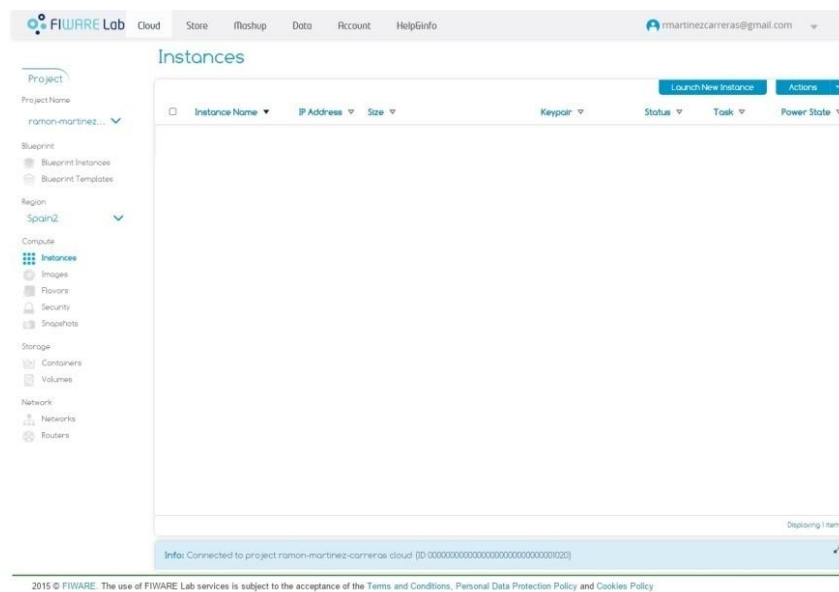 FIWARE Lab
Cloud Store Mashup Data Account Help&info rmartinezcarreras@gmail.com
Instances
Project
Project Name
ramon-martinez...
Blueprint
Blueprint Instances
Blueprint Templates
Region
Spain2
Compute
Instances
Images
Flavors
Security
Snapshots
Storage
Containers
Volumes
Network
Networks
Routers
Launch New Instance Actions
Instance Name IP Address Size Keypair Status Task Power State
Displaying 1 item
Info: Connected to project ramon-martinez-carreras cloud
2015 © FIWARE. The use of FIWARE Lab services is subject to the acceptance of the Terms and Conditions, Personal Data Protection Policy and Cookies Policy